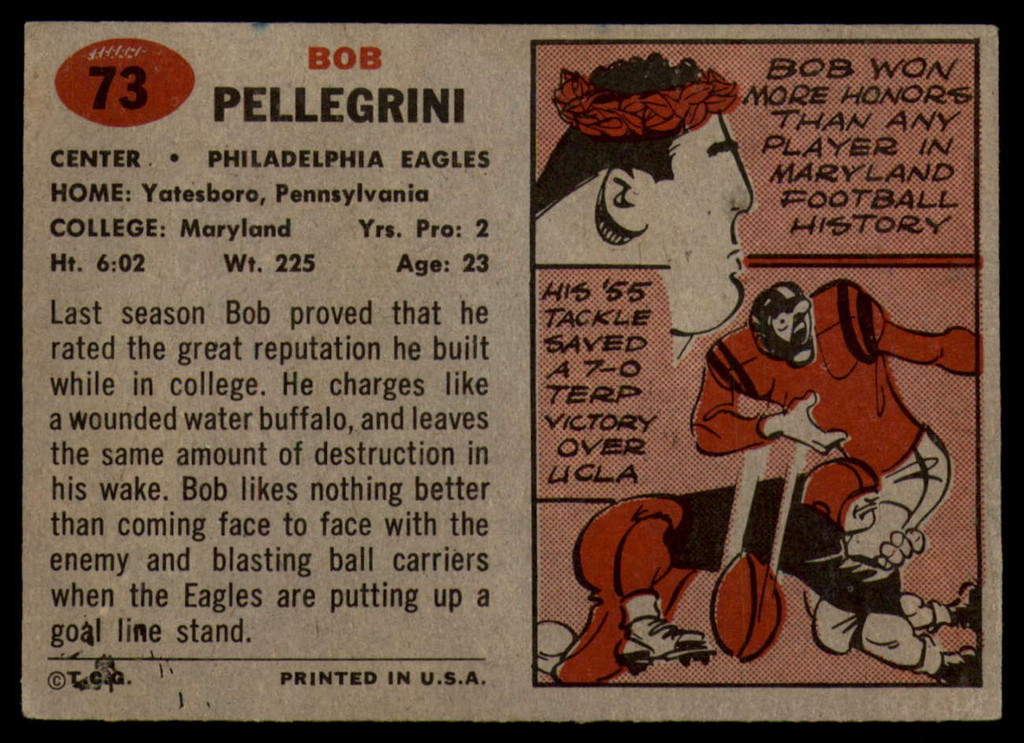 73
BOB
PELLEGRINI
CENTER • PHILADELPHIA EAGLES
HOME: Yatesboro, Pennsylvania
COLLEGE: Maryland Yrs. Pro: 2
Ht. 6:02 Wt. 225 Age: 23
Last season Bob proved that he
rated the great reputation he built
while in college. He charges like
a wounded water buffalo, and leaves
the same amount of destruction in
his wake. Bob likes nothing better
than coming face to face with the
enemy and blasting ball carriers
when the Eagles are putting up a
goal line stand.
© T.C.G. PRINTED IN U.S.A.
BOB WON
MORE HONORS
THAN ANY
PLAYER IN
MARYLAND
FOOTBALL
HISTORY
HIS '55
TACKLE
SAVED
A 7-0
TERP
VICTORY
OVER
UCLA